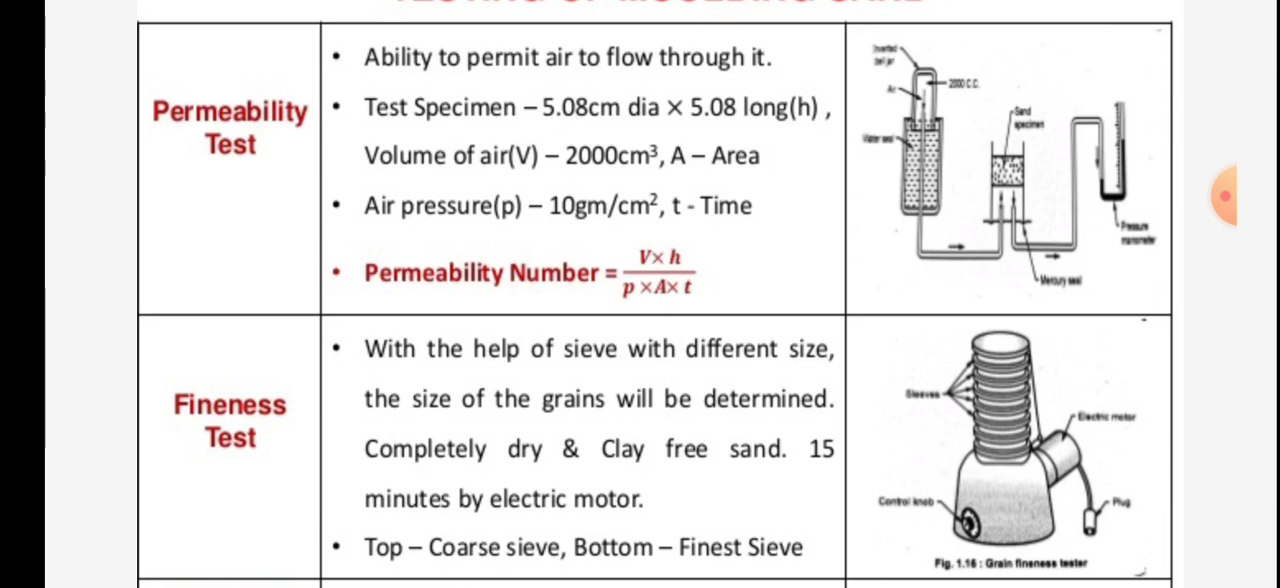 Permeability
Test
• Ability to permit air to flow through it.
• Test Specimen – 5.08cm dia × 5.08 long(h) ,
Volume of air(V) – 2000cm³, A – Area
• Air pressure(p) – 10gm/cm², t - Time
• Permeability Number = V× h / p ×A× t
Inverted
bell jar
Air
2000 C.C.
Water seal
Sand
specimen
Pressure
manometer
Mercury seal
Fineness
Test
• With the help of sieve with different size,
the size of the grains will be determined.
Completely dry & Clay free sand. 15
minutes by electric motor.
• Top – Coarse sieve, Bottom – Finest Sieve
Sleeves
Electric motor
Control knob
Plug
Fig. 1.16 : Grain fineness tester